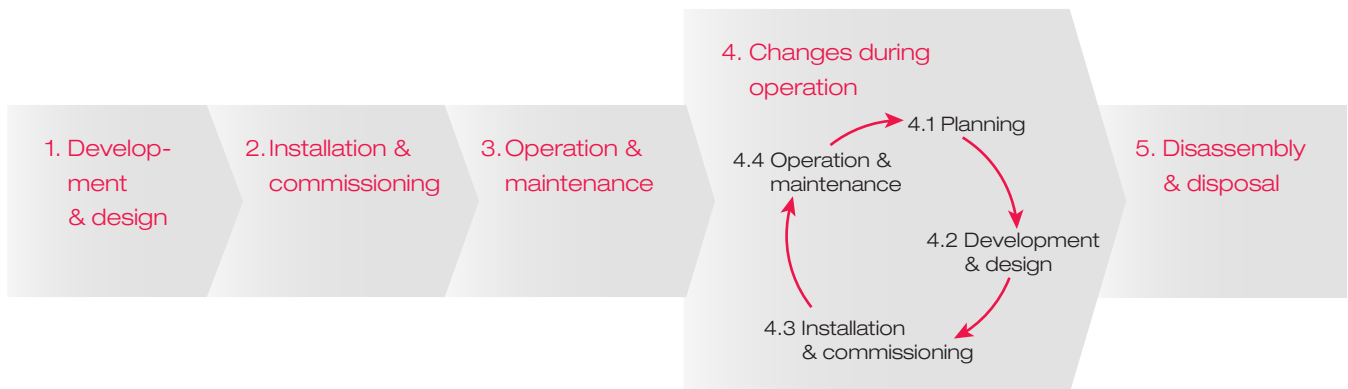 1. Develop-
ment
& design
2. Installation &
commissioning
3. Operation &
maintenance
4. Changes during
operation
4.1 Planning
4.2 Development
& design
4.3 Installation
& commissioning
4.4 Operation &
maintenance
5. Disassembly
& disposal